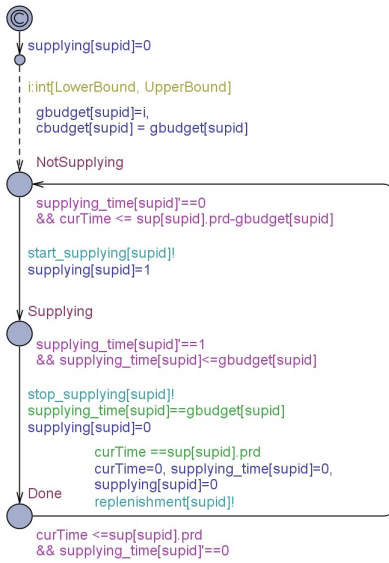 C
supplying[supid]=0
i:int[LowerBound, UpperBound]
gbudget[supid]=i,
cbudget[supid] = gbudget[supid]
NotSupplying
supplying_time[supid]'==0
&& curTime <= sup[supid].prd-gbudget[supid]
start_supplying[supid]!
supplying[supid]=1
Supplying
supplying_time[supid]'==1
&& supplying_time[supid]<=gbudget[supid]
stop_supplying[supid]!
supplying_time[supid]==gbudget[supid]
supplying[supid]=0
curTime ==sup[supid].prd
curTime=0, supplying_time[supid]=0,
supplying[supid]=0
replenishment[supid]!
Done
curTime <=sup[supid].prd
&& supplying_time[supid]'==0